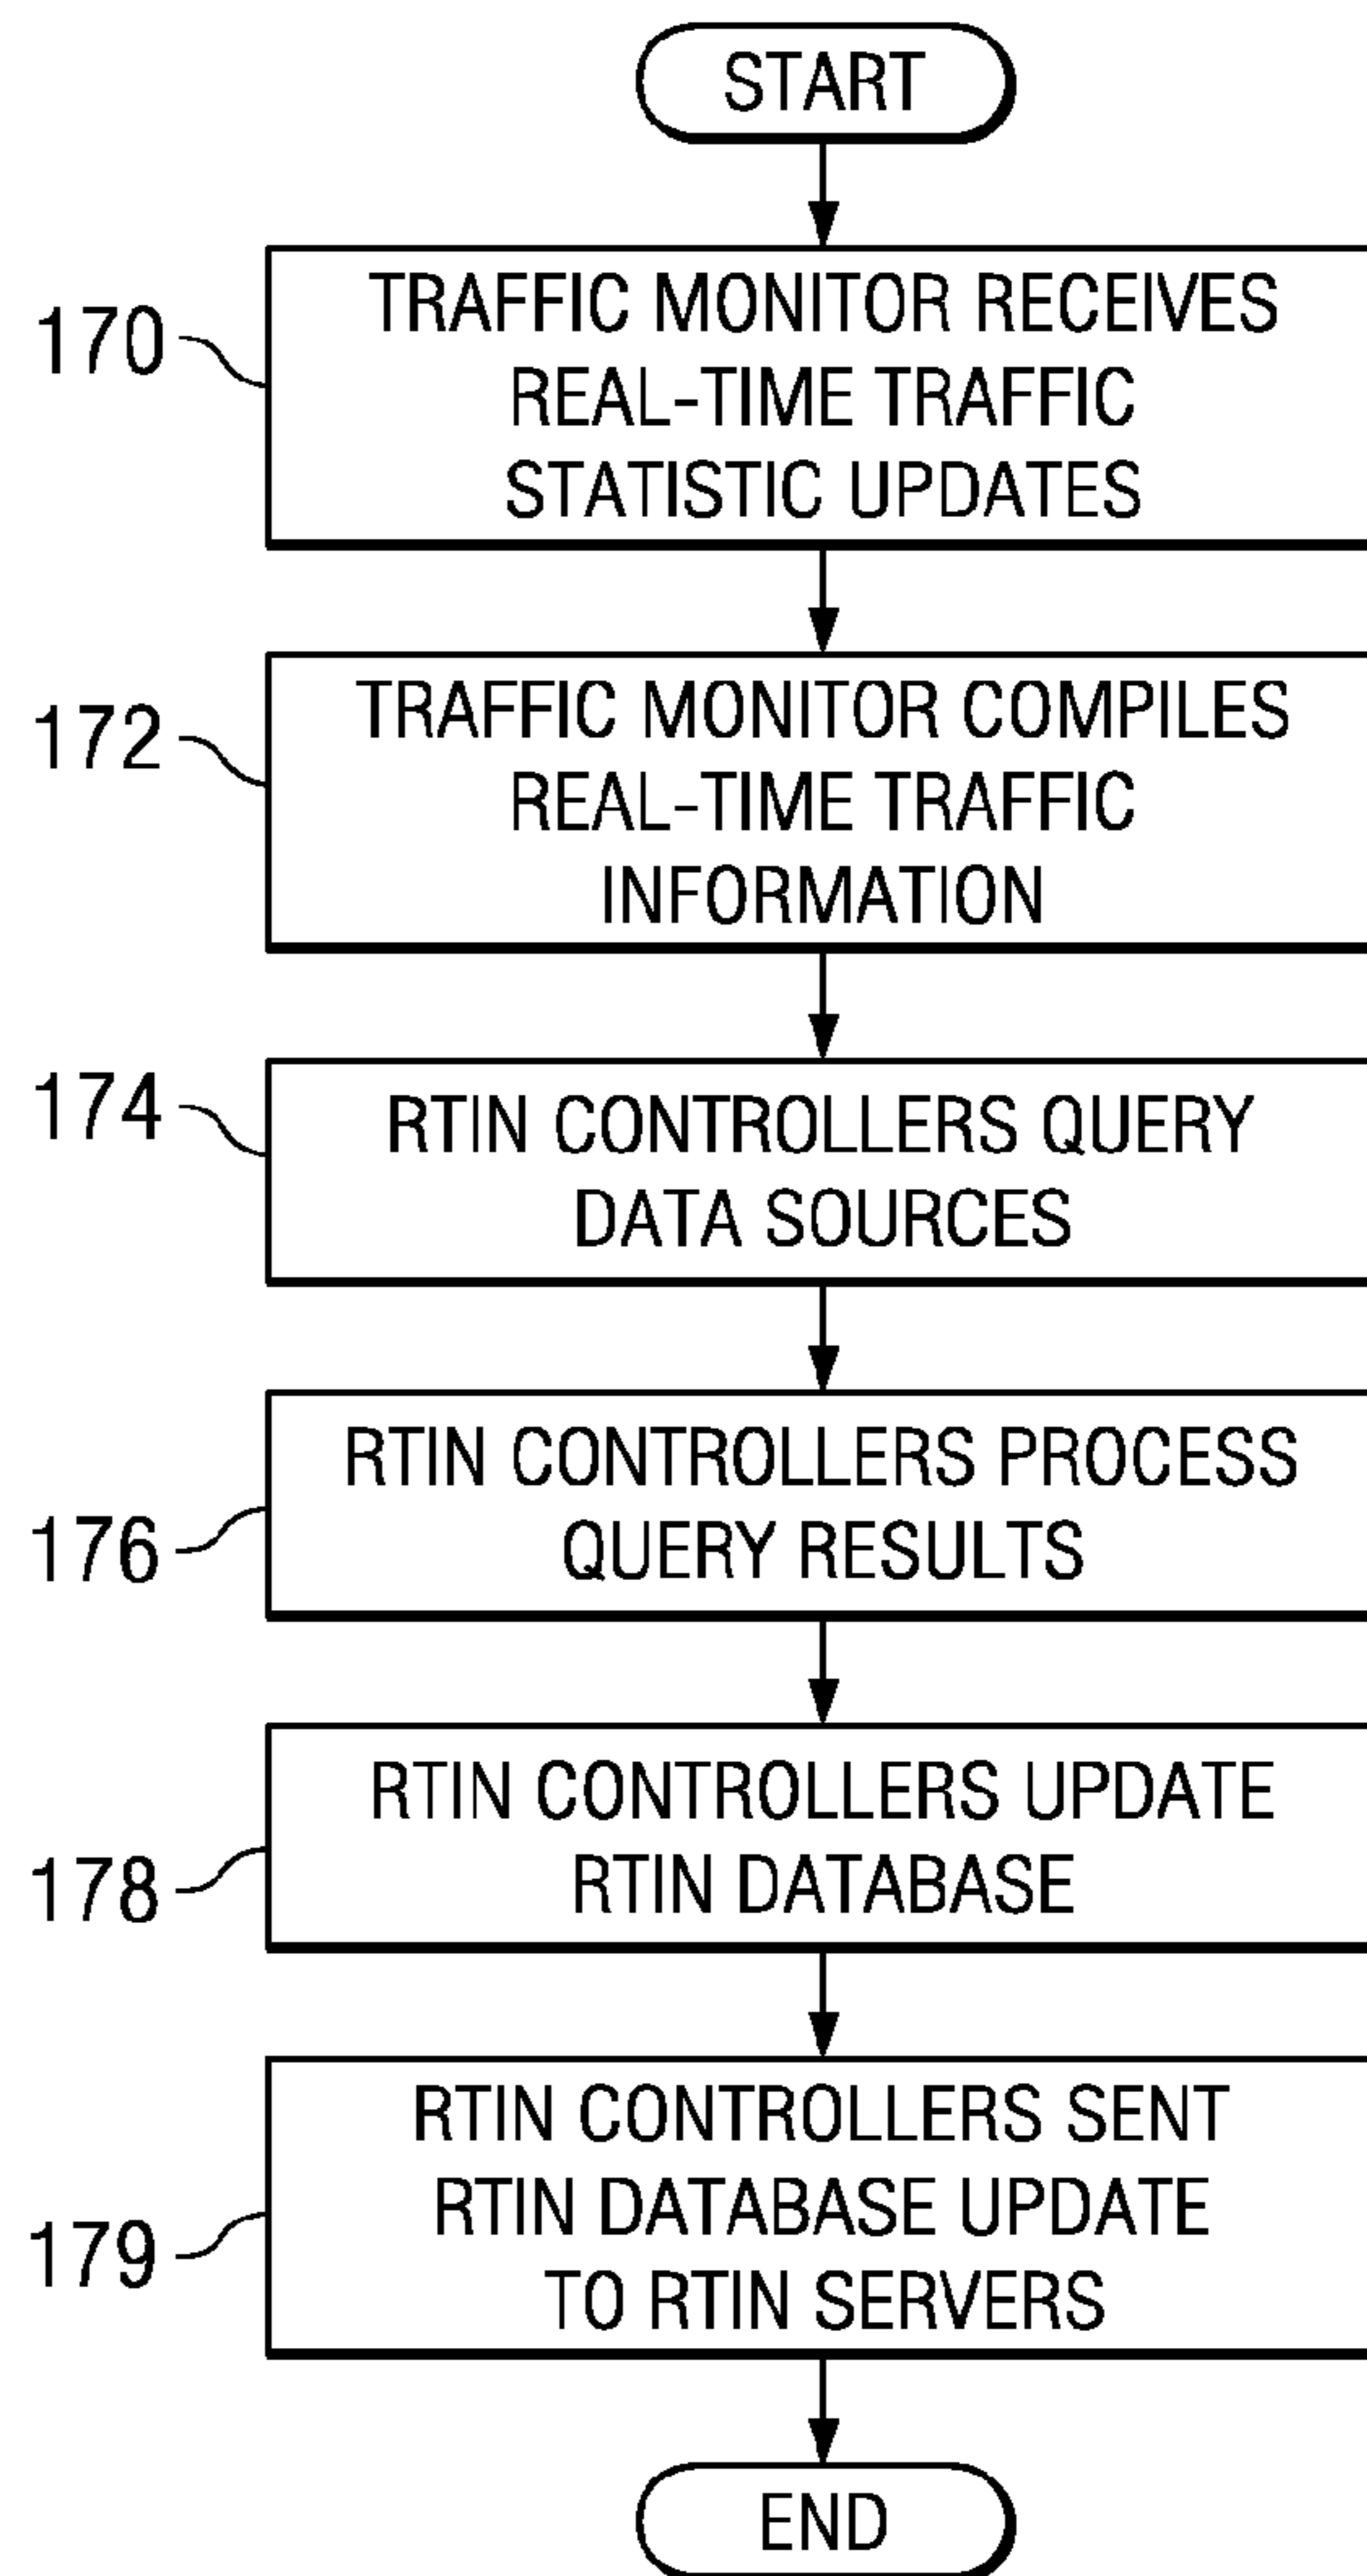 START
170
TRAFFIC MONITOR RECEIVES
REAL-TIME TRAFFIC
STATISTIC UPDATES
172
TRAFFIC MONITOR COMPILES
REAL-TIME TRAFFIC
INFORMATION
174
RTIN CONTROLLERS QUERY
DATA SOURCES
176
RTIN CONTROLLERS PROCESS
QUERY RESULTS
178
RTIN CONTROLLERS UPDATE
RTIN DATABASE
179
RTIN CONTROLLERS SENT
RTIN DATABASE UPDATE
TO RTIN SERVERS
END